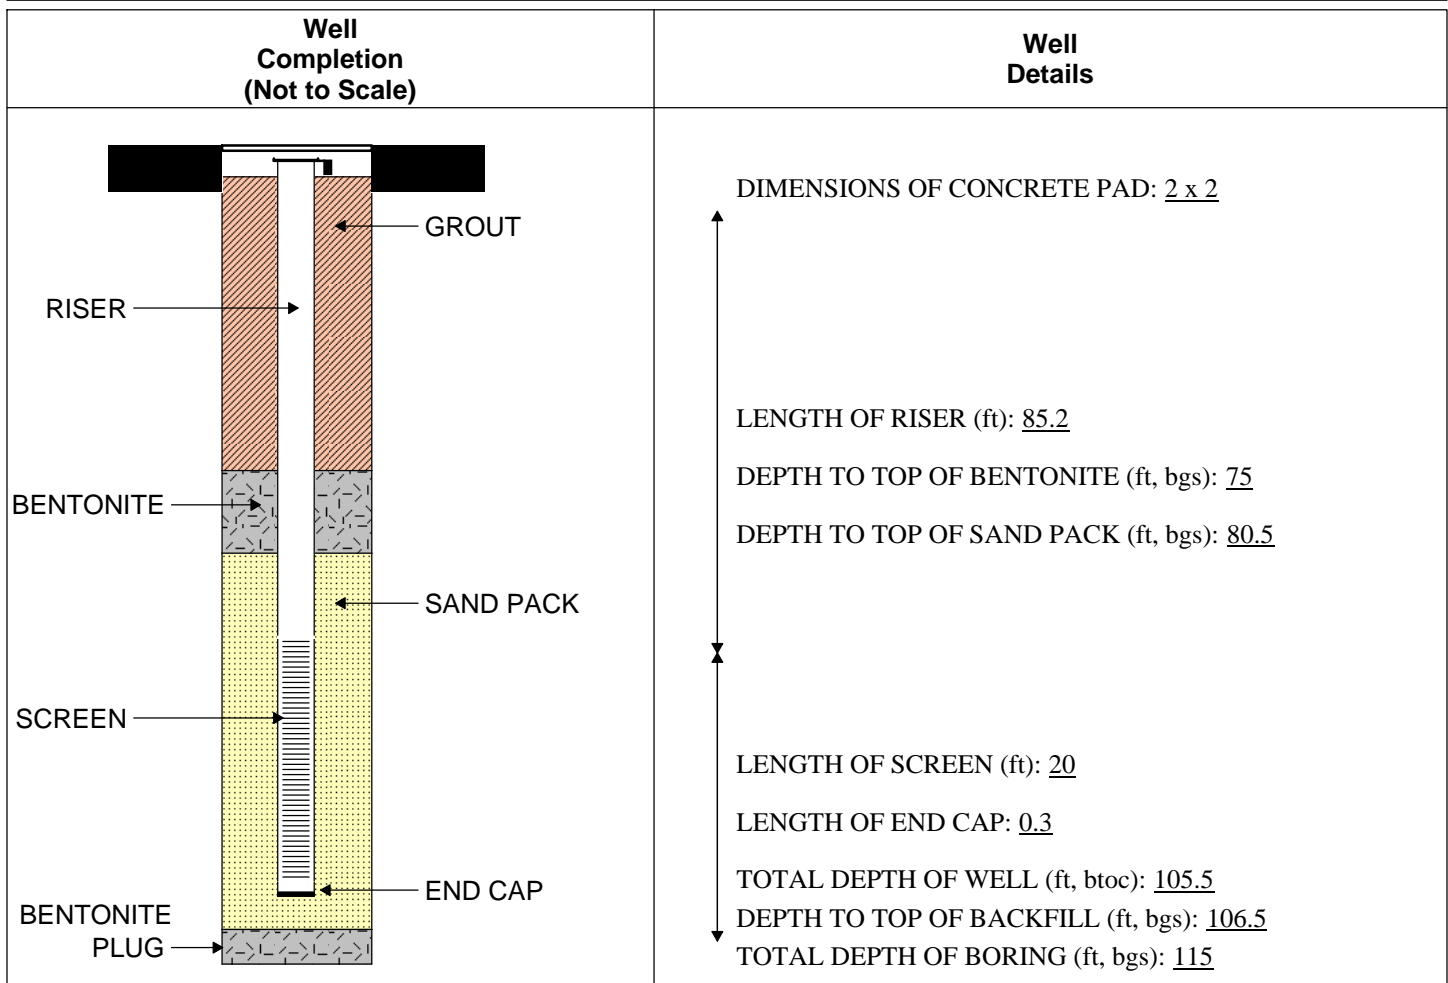 Well
Completion
(Not to Scale)
Well
Details
GROUT
RISER
BENTONITE
SAND PACK
SCREEN
END CAP
BENTONITE
PLUG
DIMENSIONS OF CONCRETE PAD: 2 x 2
LENGTH OF RISER (ft): 85.2
DEPTH TO TOP OF BENTONITE (ft, bgs): 75
DEPTH TO TOP OF SAND PACK (ft, bgs): 80.5
LENGTH OF SCREEN (ft): 20
LENGTH OF END CAP: 0.3
TOTAL DEPTH OF WELL (ft, btoc): 105.5
DEPTH TO TOP OF BACKFILL (ft, bgs): 106.5
TOTAL DEPTH OF BORING (ft, bgs): 115